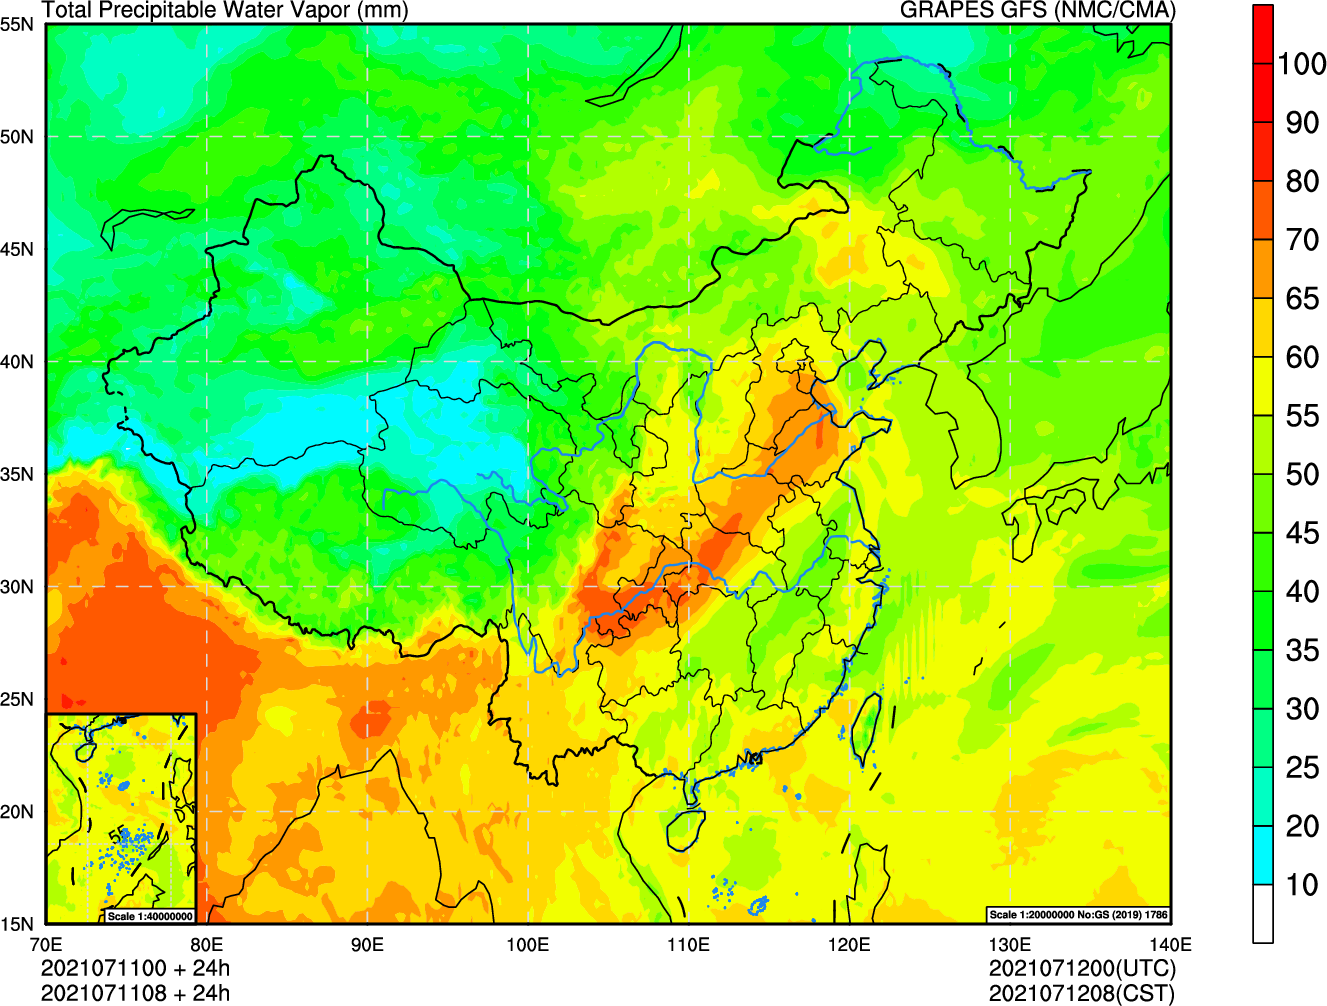 Total Precipitable Water Vapor (mm)
GRAPES GFS (NMC/CMA)
55N
50N
45N
40N
35N
30N
25N
20N
15N
70E
80E
90E
100E
110E
120E
130E
140E
100
90
80
70
65
60
55
50
45
40
35
30
25
20
10
Scale 1:40000000
Scale 1:20000000 No:GS (2019) 1786
2021071100 + 24h
2021071108 + 24h
2021071200(UTC)
2021071208(CST)